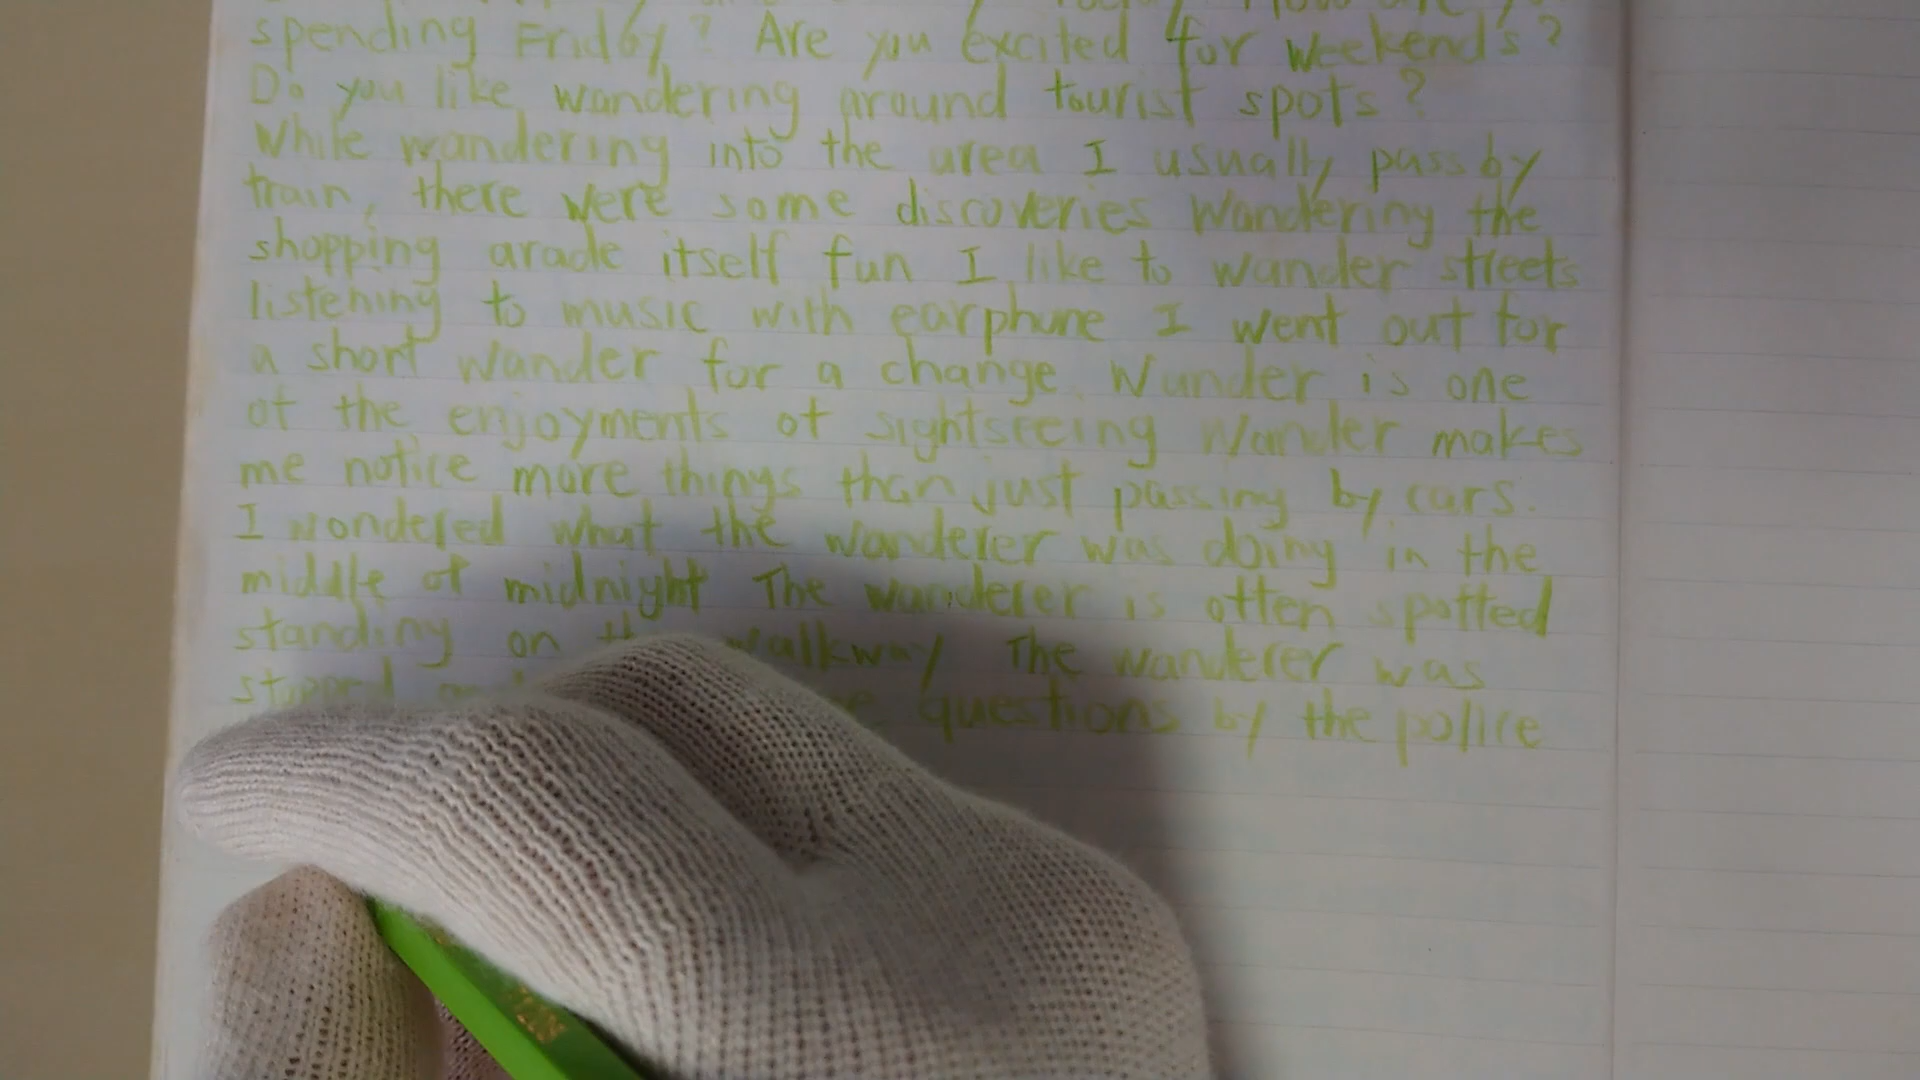 spending Friday? Are you excited for weekends?
Do you like wandering around tourist spots?
While wandering into the area I usually pass by
train, there were some discoveries Wandering the
shopping arade itself fun I like to wander streets
listening to music with earphone I went out for
a short wander for a change. Wander is one
of the enjoyments of sightseeing Wander makes
me notice more things than just passing by cars.
I wondered what the wanderer was doing in the
middle of midnight The wanderer is often spotted
standing on walkway The wanderer was
stopped questions by the police